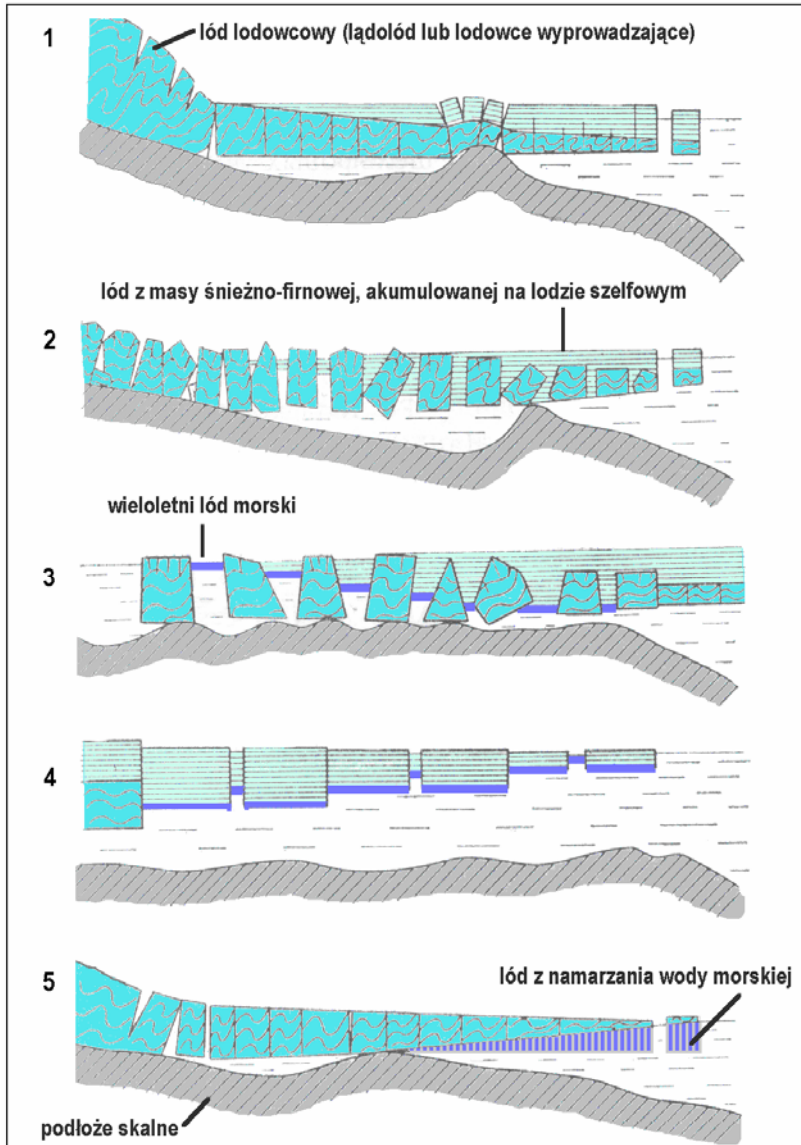 1
lód lodowcowy (lądolód lub lodowce wyprowadzające)
lód z masy śnieżno-firnowej, akumulowanej na lodzie szelfowym
2
wieloletni lód morski
3
4
5
lód z namarzania wody morskiej
podłoże skalne